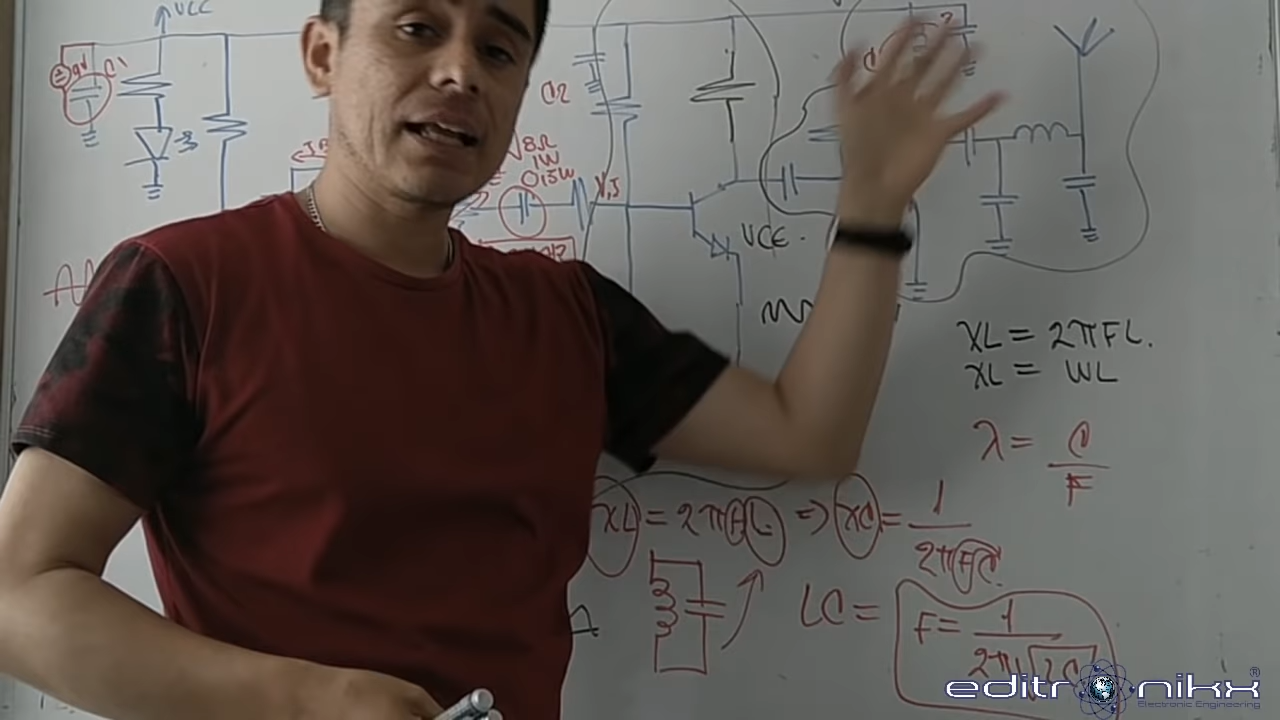 VCC
9V
C1
C2
8Ω
1W
0,15W
VCE.
XL = 2πFL.
XL = WL
λ = C
F
XL = 2πFL ⇒ XC = 1
2πFC
LC = F = 1
2π√LC
editronikx®
Electronic Engineering